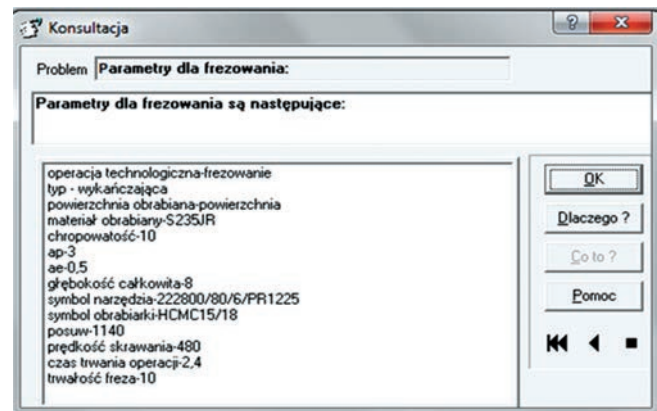 Konsultacja
Problem Parametry dla frezowania:
Parametry dla frezowania są następujące:
operacja technologiczna-frezowanie
typ - wykańczająca
powierzchnia obrabiana-powierzchnia
materiał obrabiany-S235JR
chropowatość-10
ap-3
ae-0,5
głębokość całkowita-8
symbol narzędzia-222800/80/6/PR1225
symbol obrabiarki-HCMC15/18
posuw-1140
prędkość skrawania-480
czas trwania operacji-2,4
trwałość freza-10
OK
Dlaczego ?
Co to ?
Pomoc